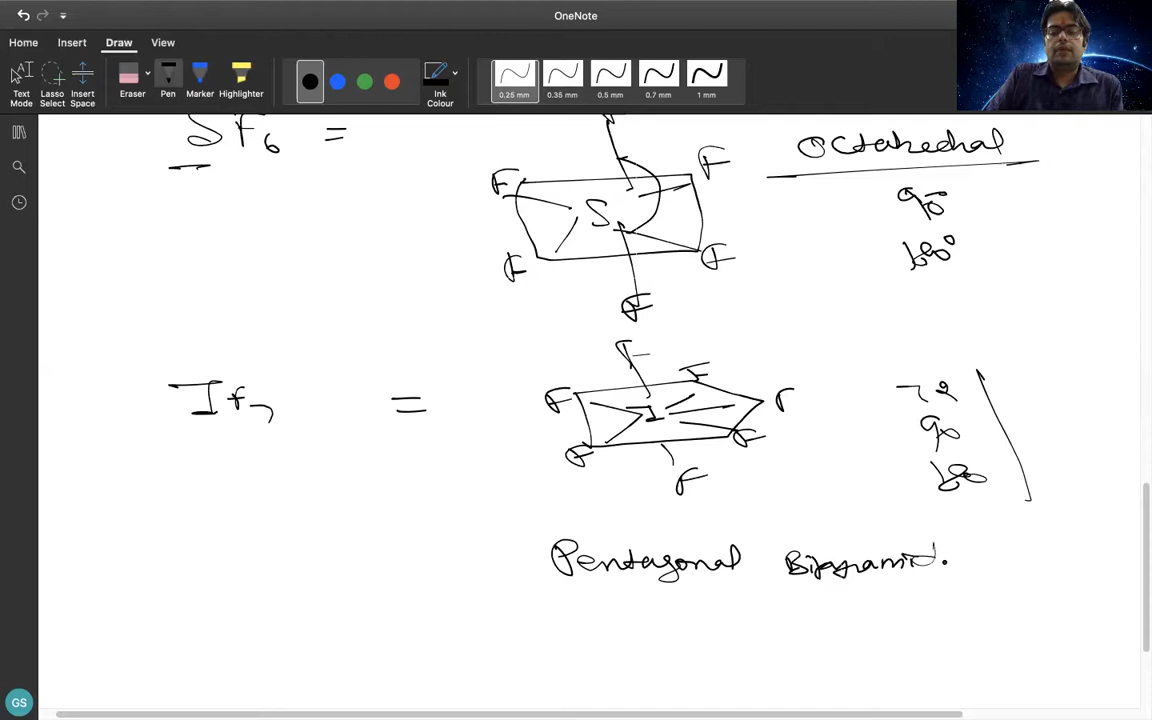 OneNote
Home Insert Draw View
Text Mode
Lasso Select
Insert Space
Eraser
Pen
Marker
Highlighter
Ink Colour
0.25 mm 0.35 mm 0.5 mm 0.7 mm 1 mm
SF6 =
Octahedral
F F
S
F F
F
90°
180°
IF7 =
F
F F
I F
F F
F
72
90
180
Pentagonal Bipyramid.
GS